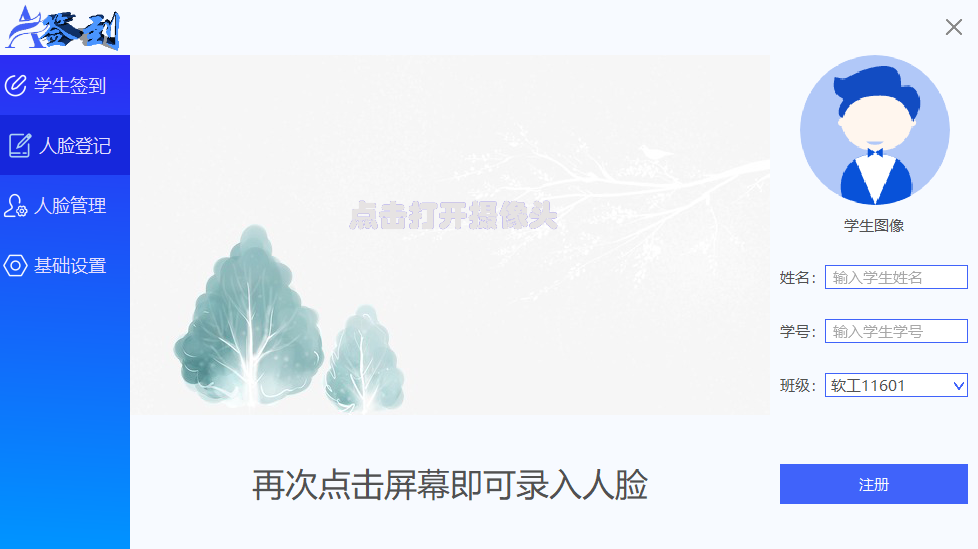 A签到
学生签到
人脸登记
人脸管理
基础设置
点击打开摄像头
再次点击屏幕即可录入人脸
学生图像
姓名： 输入学生姓名
学号： 输入学生学号
班级： 软工11601
注册